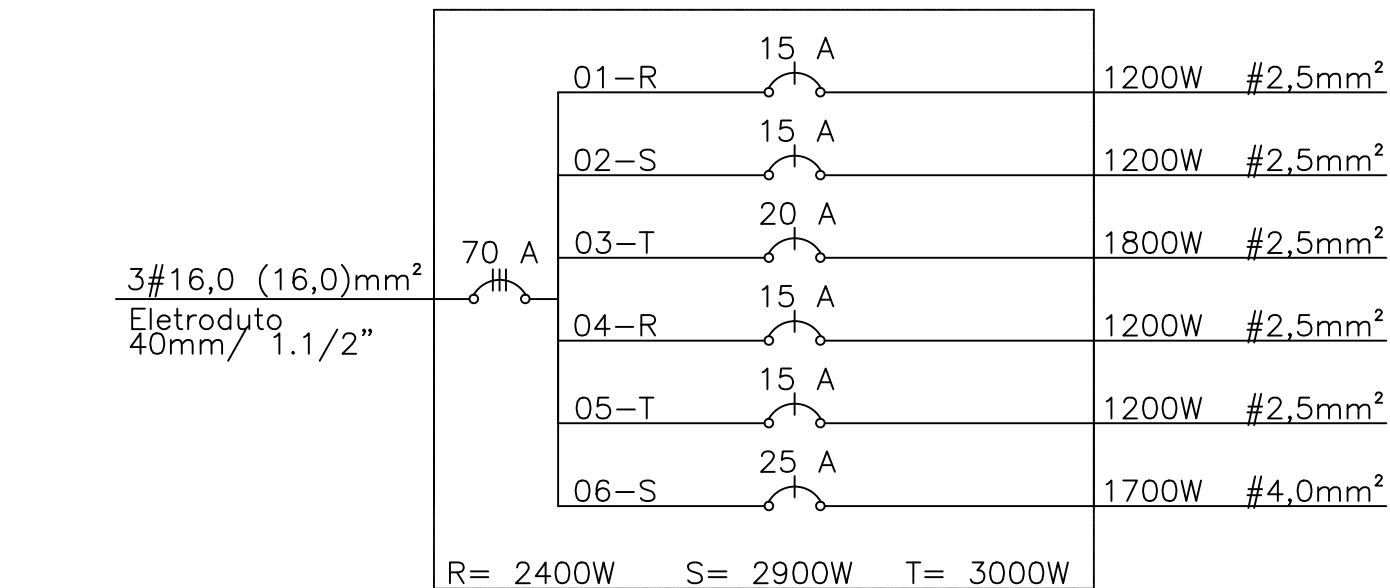 15 A
01-R 1200W #2,5mm²
15 A
02-S 1200W #2,5mm²
20 A
03-T 1800W #2,5mm²
70 A
3#16,0 (16,0)mm²
Eletroduto
40mm/ 1.1/2"
15 A
04-R 1200W #2,5mm²
15 A
05-T 1200W #2,5mm²
25 A
06-S 1700W #4,0mm²
R= 2400W S= 2900W T= 3000W